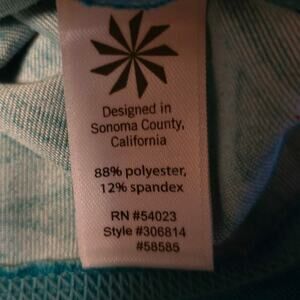 Designed in
Sonoma County,
California
88% polyester,
12% spandex
RN #54023
Style #306814
#58585